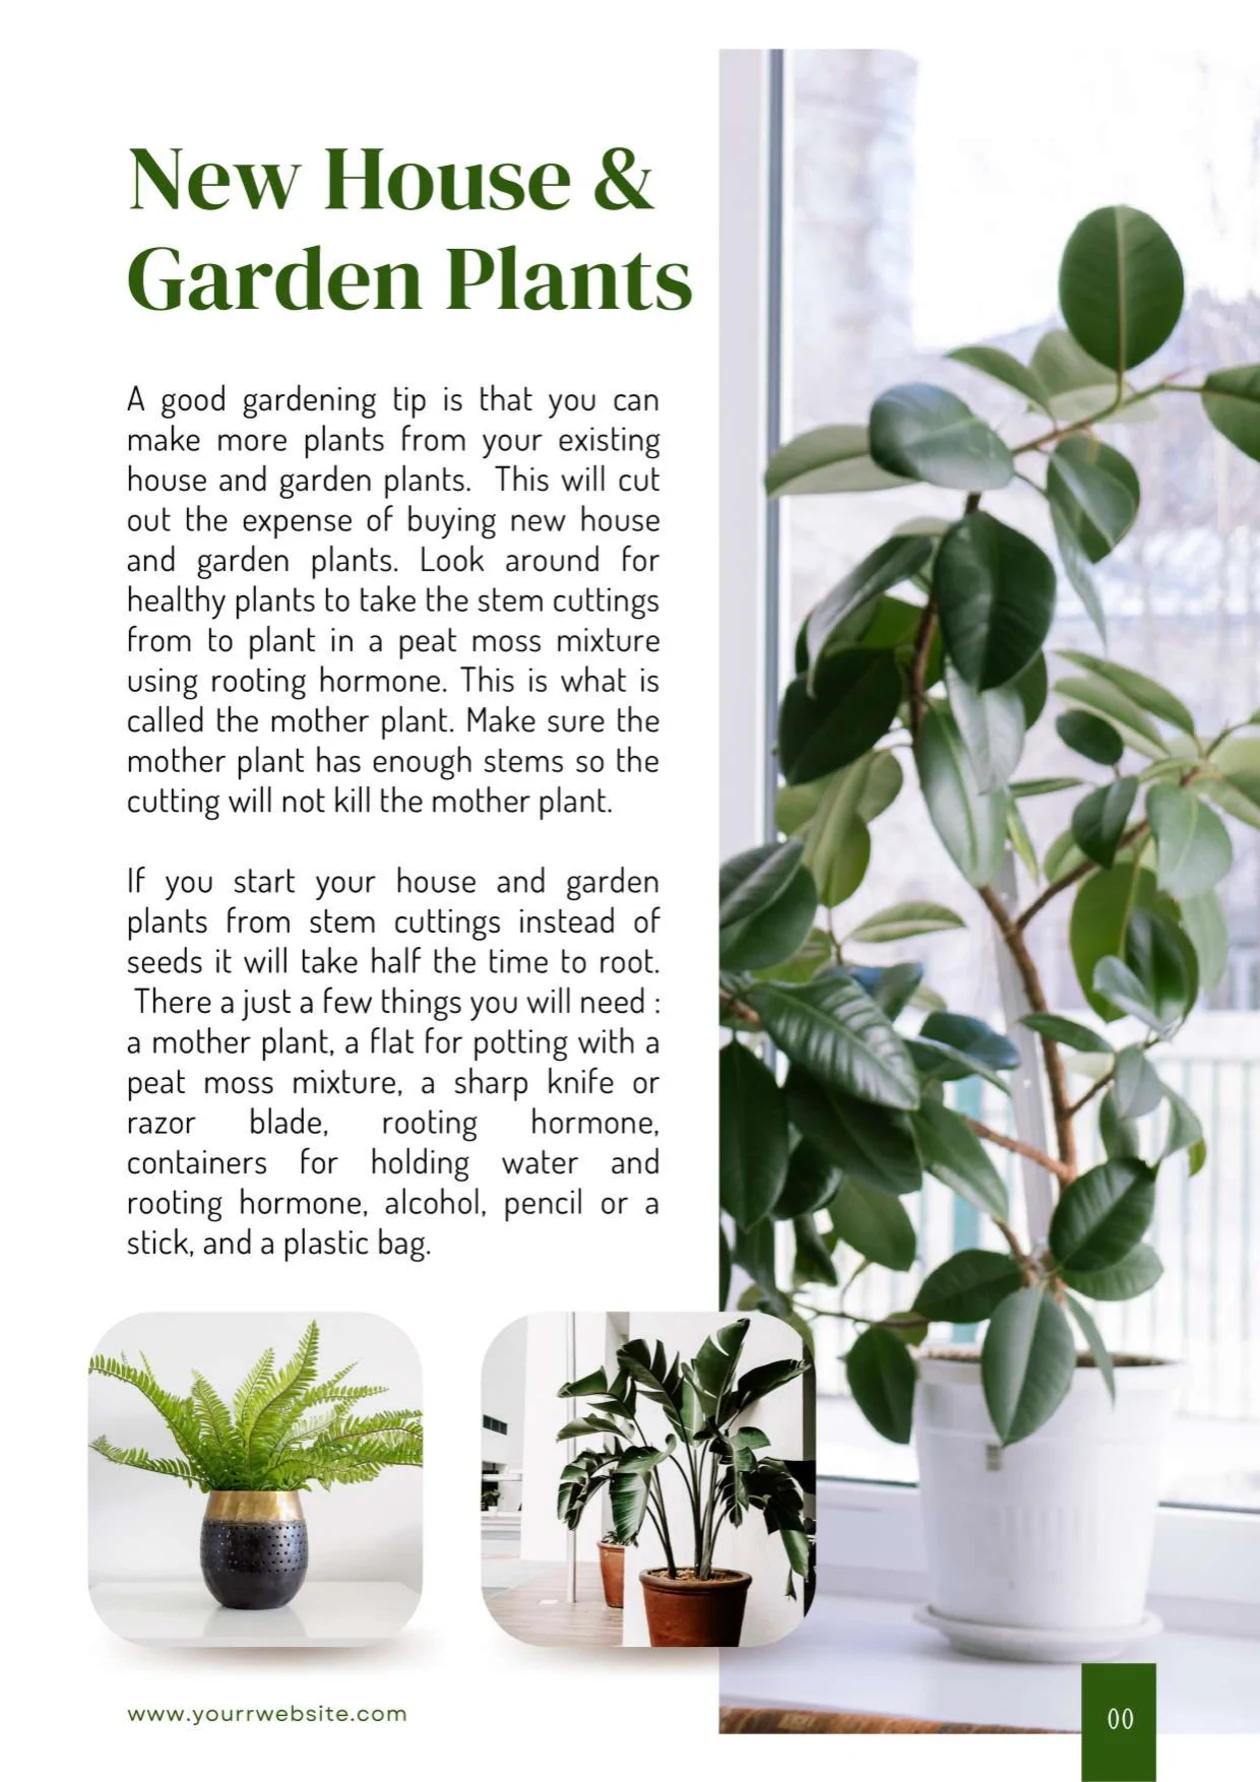 New House &
Garden Plants
A good gardening tip is that you can
make more plants from your existing
house and garden plants.  This will cut
out the expense of buying new house
and garden plants. Look around for
healthy plants to take the stem cuttings
from to plant in a peat moss mixture
using rooting hormone. This is what is
called the mother plant. Make sure the
mother plant has enough stems so the
cutting will not kill the mother plant.
If you start your house and garden
plants from stem cuttings instead of
seeds it will take half the time to root.
There a just a few things you will need :
a mother plant, a flat for potting with a
peat moss mixture, a sharp knife or
razor blade, rooting hormone,
containers for holding water and
rooting hormone, alcohol, pencil or a
stick, and a plastic bag.
www.yourrwebsite.com
00